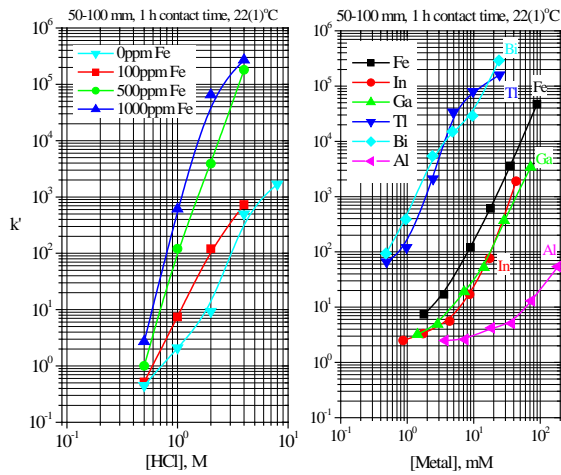 50-100 mm, 1 h contact time, 22(1)°C
k'
10^6
10^5
10^4
10^3
10^2
10^1
10^0
10^-1
0ppm Fe
100ppm Fe
500ppm Fe
1000ppm Fe
10^-1
10^0
10^1
[HCl], M
50-100 mm, 1 h contact time, 22(1)°C
10^6
10^5
10^4
10^3
10^2
10^1
10^0
10^-1
Fe
In
Ga
Tl
Bi
Al
Bi
Tl
Fe
Ga
In
Al
10^-1
10^0
10^1
10^2
[Metal], mM